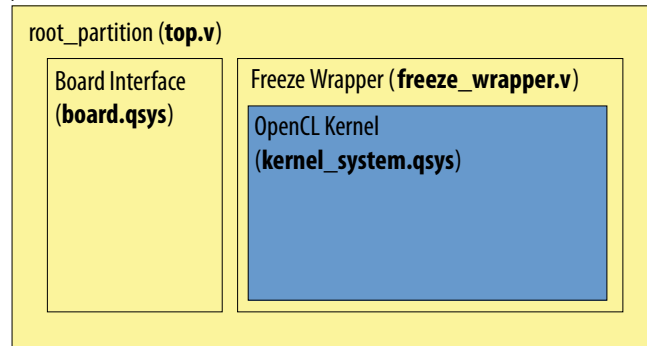 root_partition (top.v)
Board Interface
(board.qsys)
Freeze Wrapper (freeze_wrapper.v)
OpenCL Kernel
(kernel_system.qsys)